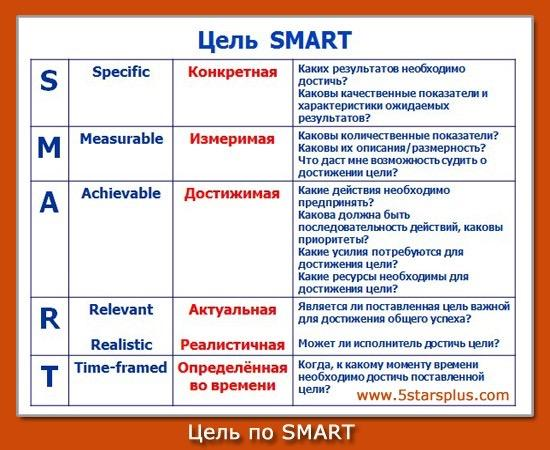 Цель SMART
S
Specific
Конкретная
Каких результатов необходимо
достичь?
Каковы качественные показатели и
характеристики ожидаемых
результатов?
M
Measurable
Измеримая
Каковы количественные показатели?
Каковы их описания/размерность?
Что даст мне возможность судить о
достижении цели?
A
Achievable
Достижимая
Какие действия необходимо
предпринять?
Какова должна быть
последовательность действий, каковы
приоритеты?
Какие усилия потребуются для
достижения цели?
Какие ресурсы необходимы для
достижения цели?
R
Relevant
Актуальная
Является ли поставленная цель важной
для достижения общего успеха?
Realistic
Реалистичная
Может ли исполнитель достичь цели?
T
Time-framed
Определённая
во времени
Когда, к какому моменту времени
необходимо достичь поставленной
цели?
www.5starsplus.com
Цель по SMART